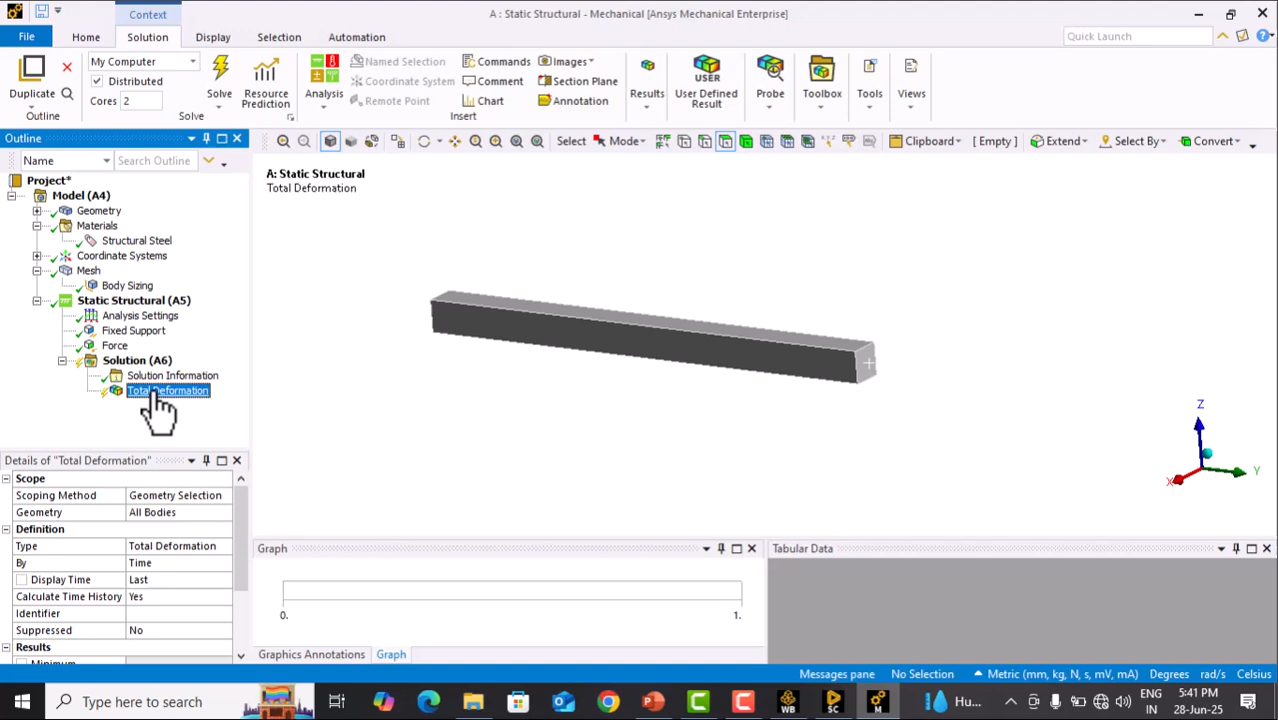 Context
A : Static Structural - Mechanical [Ansys Mechanical Enterprise]
File
Home
Solution
Display
Selection
Automation
Quick Launch
Duplicate
My Computer
Distributed
Cores 2
Solve
Resource Prediction
Analysis
Named Selection
Coordinate System
Remote Point
Commands
Comment
Chart
Images
Section Plane
Annotation
Results
USER
User Defined Result
Probe
Toolbox
Tools
Views
Outline
Solve
Insert
Outline
Name
Search Outline
Select
Mode
Clipboard
[ Empty ]
Extend
Select By
Convert
Project*
Model (A4)
Geometry
Materials
Structural Steel
Coordinate Systems
Mesh
Body Sizing
Static Structural (A5)
Analysis Settings
Fixed Support
Force
Solution (A6)
Solution Information
Total Deformation
A: Static Structural
Total Deformation
Z
Y
X
Details of "Total Deformation"
Scope
Scoping Method Geometry Selection
Geometry All Bodies
Definition
Type Total Deformation
By Time
Display Time Last
Calculate Time History Yes
Identifier
Suppressed No
Results
Minimum
Graph
0.
1.
Graphics Annotations
Graph
Tabular Data
Messages pane
No Selection
Metric (mm, kg, N, s, mV, mA)
Degrees
rad/s
Celsius
Type here to search
WB
SC
M
Hu...
ENG
IN
5:41 PM
28-Jun-25